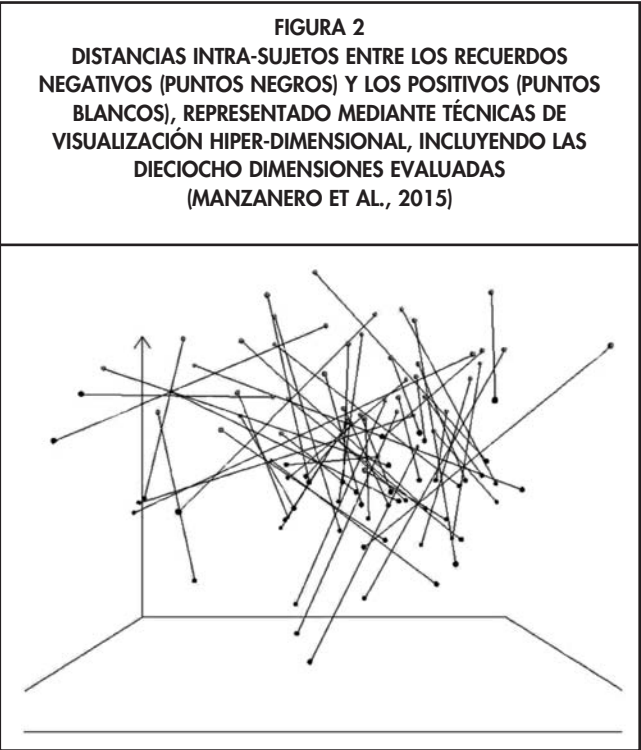 FIGURA 2
DISTANCIAS INTRA-SUJETOS ENTRE LOS RECUERDOS
NEGATIVOS (PUNTOS NEGROS) Y LOS POSITIVOS (PUNTOS
BLANCOS), REPRESENTADO MEDIANTE TÉCNICAS DE
VISUALIZACIÓN HIPER-DIMENSIONAL, INCLUYENDO LAS
DIECIOCHO DIMENSIONES EVALUADAS
(MANZANERO ET AL., 2015)